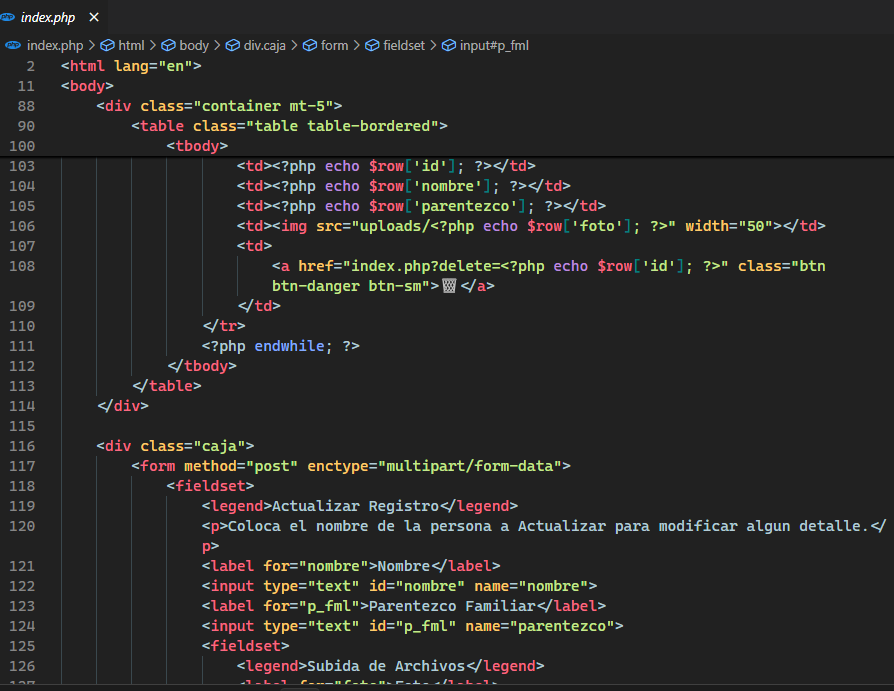 index.php
index.php > html > body > div.caja > form > fieldset > input#p_fml
2 <html lang="en">
11 <body>
88 <div class="container mt-5">
90 <table class="table table-bordered">
100 <tbody>
103 <td><?php echo $row['id']; ?></td>
104 <td><?php echo $row['nombre']; ?></td>
105 <td><?php echo $row['parentezco']; ?></td>
106 <td><img src="uploads/<?php echo $row['foto']; ?>" width="50"></td>
107 <td>
108 <a href="index.php?delete=<?php echo $row['id']; ?>" class="btn
btn-danger btn-sm">🗑</a>
109 </td>
110 </tr>
111 <?php endwhile; ?>
112 </tbody>
113 </table>
114 </div>
115
116 <div class="caja">
117 <form method="post" enctype="multipart/form-data">
118 <fieldset>
119 <legend>Actualizar Registro</legend>
120 <p>Coloca el nombre de la persona a Actualizar para modificar algun detalle.</
p>
121 <label for="nombre">Nombre</label>
122 <input type="text" id="nombre" name="nombre">
123 <label for="p_fml">Parentezco Familiar</label>
124 <input type="text" id="p_fml" name="parentezco">
125 <fieldset>
126 <legend>Subida de Archivos</legend>
127 <label for="foto">Foto</label>